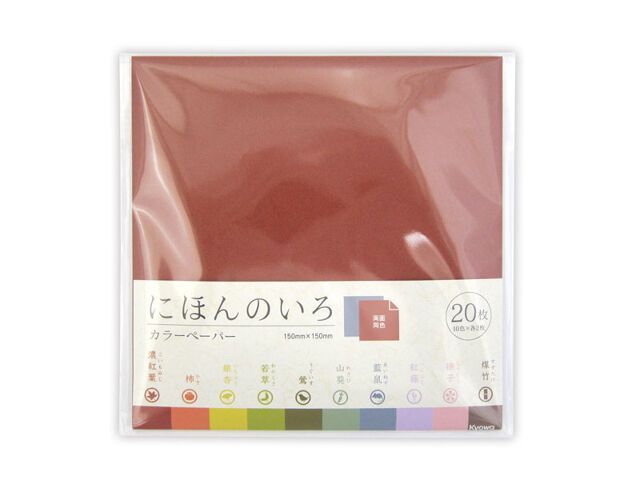 にほんのいろ
カラーペーパー
150mm×150mm
両面
同色
20枚
10色×各2枚
濃紅葉
柿
銀杏
若草
鶯
山葵
藍鼠
紅藤
撫子
煤竹
Kyowa